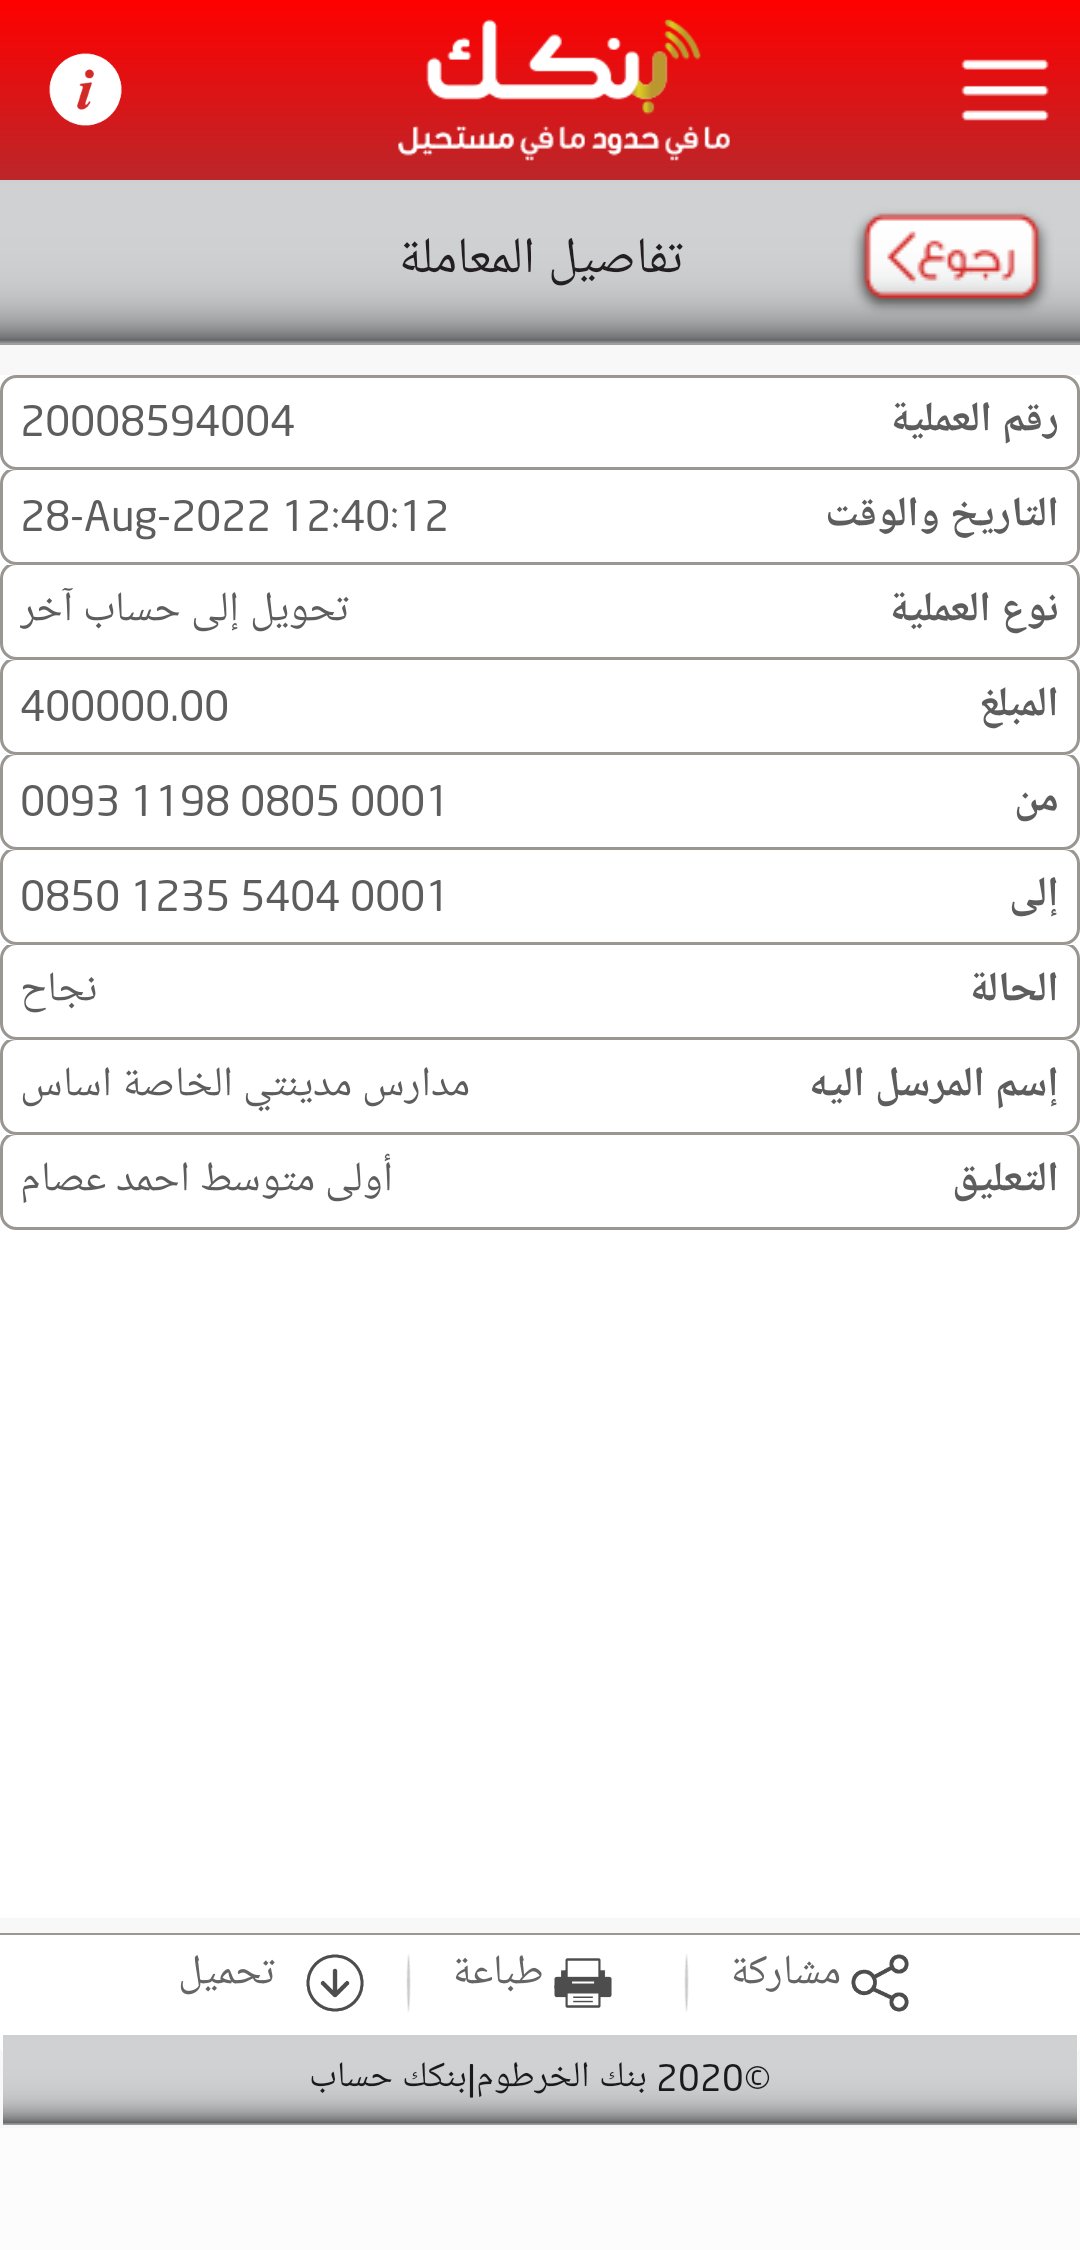 بنكك
ما في حدود ما في مستحيل
رجوع
تفاصيل المعاملة
رقم العملية 20008594004
التاريخ والوقت 28-Aug-2022 12:40:12
نوع العملية تحويل إلى حساب آخر
المبلغ 400000.00
من 0093 1198 0805 0001
إلى 0850 1235 5404 0001
الحالة نجاح
إسم المرسل اليه مدارس مدينتي الخاصة اساس
التعليق أولى متوسط احمد عصام
مشاركة طباعة تحميل
©2020 بنك الخرطوم|بنكك حساب